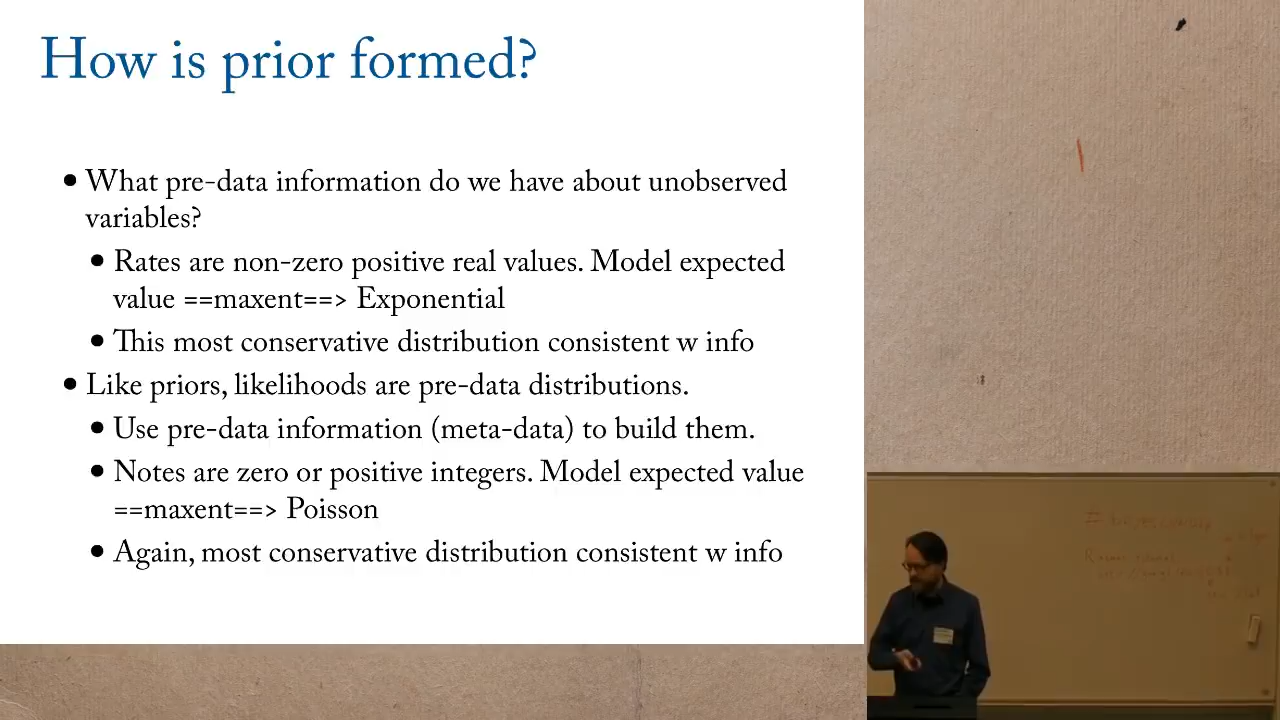 How is prior formed?
• What pre-data information do we have about unobserved
variables?
• Rates are non-zero positive real values. Model expected
value ==maxent==> Exponential
• This most conservative distribution consistent w info
• Like priors, likelihoods are pre-data distributions.
• Use pre-data information (meta-data) to build them.
• Notes are zero or positive integers. Model expected value
==maxent==> Poisson
• Again, most conservative distribution consistent w info